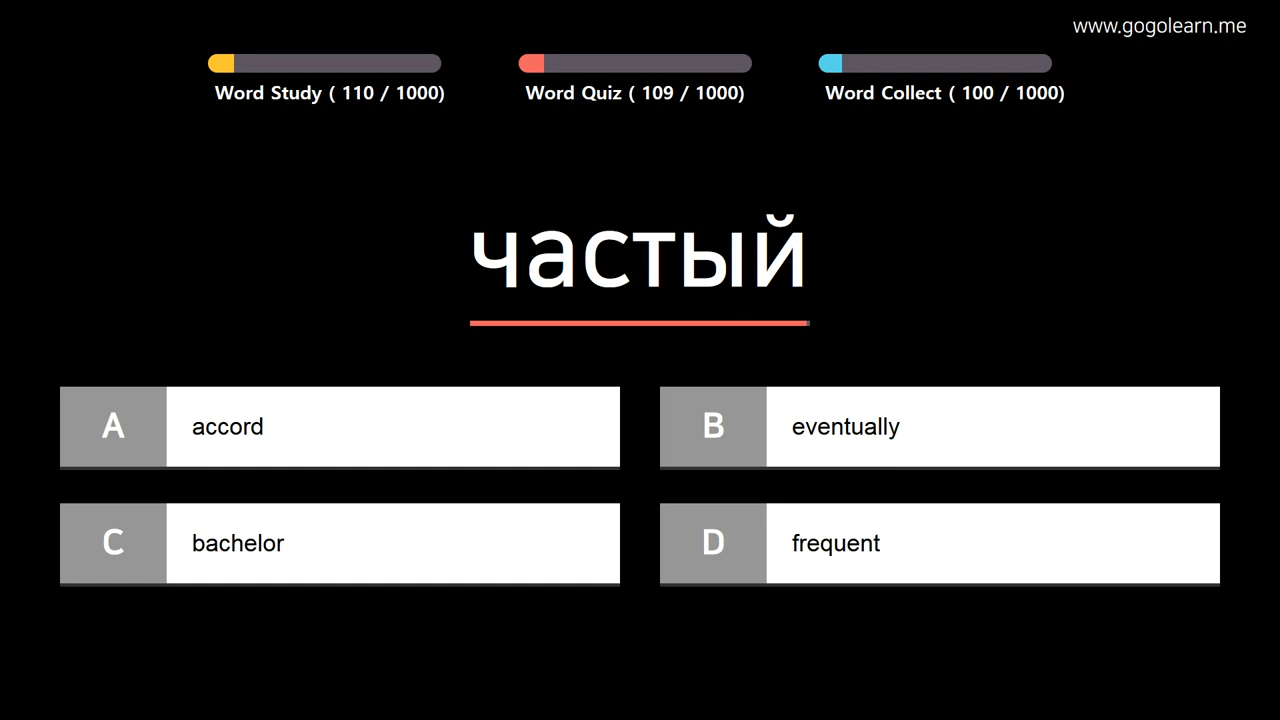 www.gogolearn.me
Word Study ( 110 / 1000)
Word Quiz ( 109 / 1000)
Word Collect ( 100 / 1000)
частый
A accord
B eventually
C bachelor
D frequent